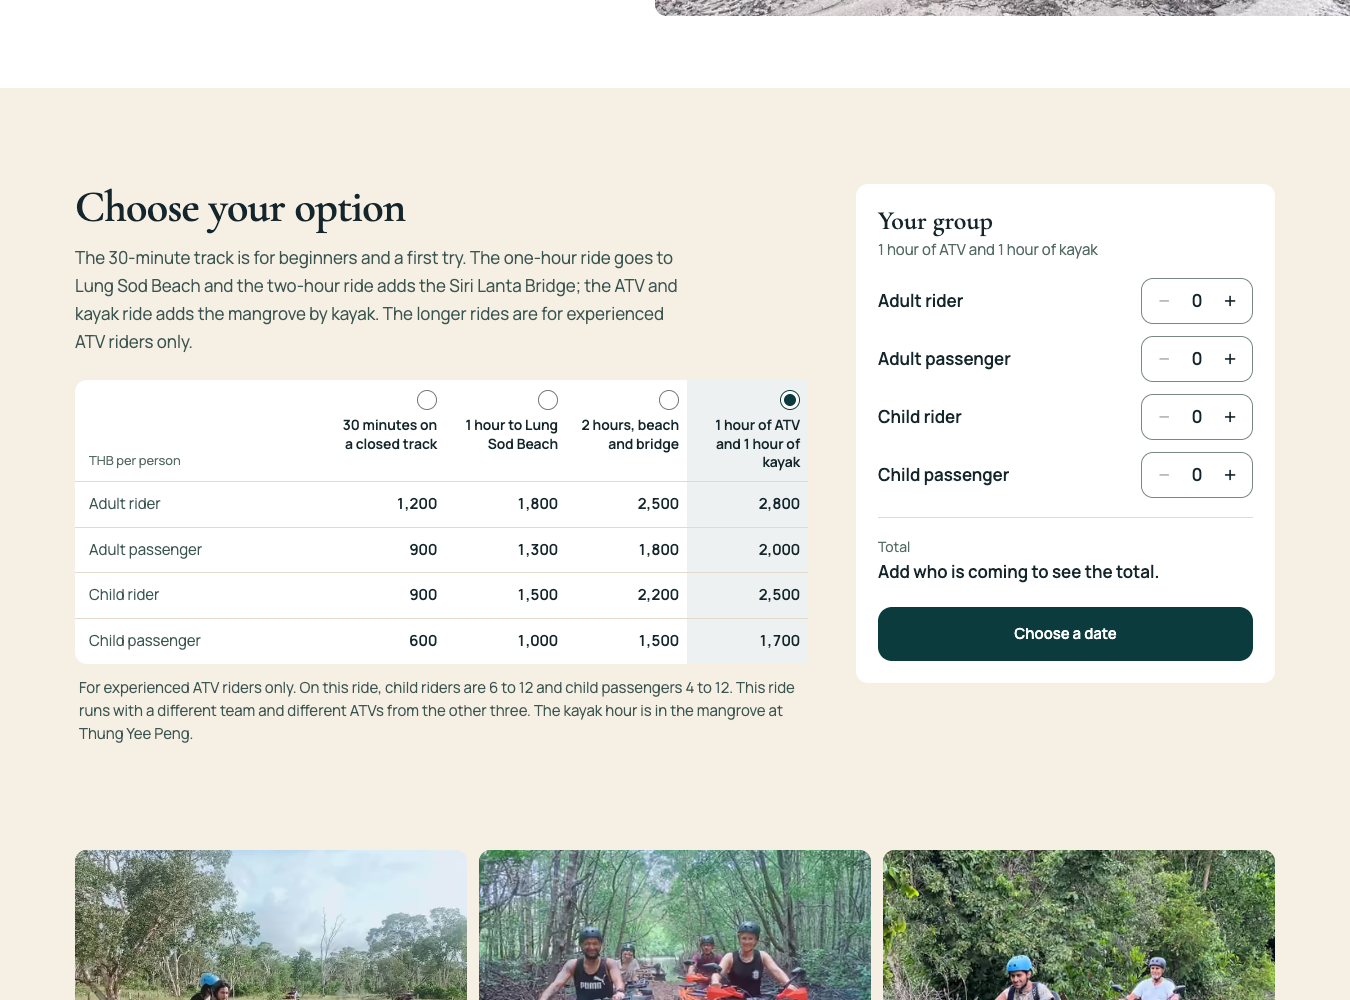 Choose your option
The 30-minute track is for beginners and a first try. The one-hour ride goes to
Lung Sod Beach and the two-hour ride adds the Siri Lanta Bridge; the ATV and
kayak ride adds the mangrove by kayak. The longer rides are for experienced
ATV riders only.
THB per person
30 minutes on
a closed track
1 hour to Lung
Sod Beach
2 hours, beach
and bridge
1 hour of ATV
and 1 hour of
kayak
Adult rider 1,200 1,800 2,500 2,800
Adult passenger 900 1,300 1,800 2,000
Child rider 900 1,500 2,200 2,500
Child passenger 600 1,000 1,500 1,700
For experienced ATV riders only. On this ride, child riders are 6 to 12 and child passengers 4 to 12. This ride
runs with a different team and different ATVs from the other three. The kayak hour is in the mangrove at
Thung Yee Peng.
Your group
1 hour of ATV and 1 hour of kayak
Adult rider − 0 +
Adult passenger − 0 +
Child rider − 0 +
Child passenger − 0 +
Total
Add who is coming to see the total.
Choose a date
PUMA